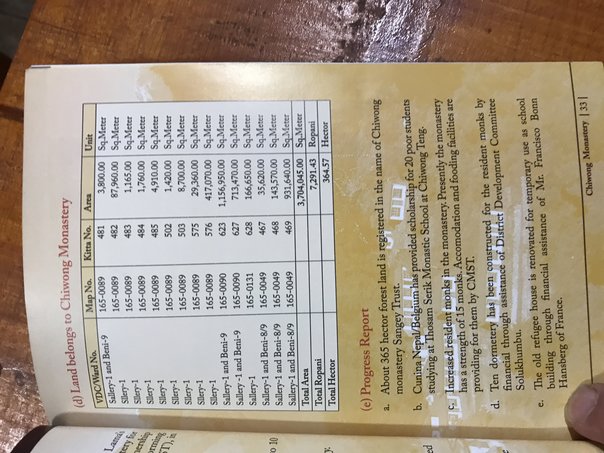 (d) Land belongs to Chiwong Monastery
VDC/Ward No. Map No. Kitta No. Area Unit
Sallery-1 and Beni-9 165-0089 481 3,800.00 Sq.Meter
Sllery-1 165-0089 482 87,960.00 Sq.Meter
Sllery-1 165-0089 483 1,165.00 Sq.Meter
Sllery-1 165-0089 484 1,760.00 Sq.Meter
Sllery-1 165-0089 485 4,910.00 Sq.Meter
Sllery-1 165-0089 502 1,420.00 Sq.Meter
Sllery-1 165-0089 503 8,700.00 Sq.Meter
Sllery-1 165-0089 575 29,360.00 Sq.Meter
Sllery-1 165-0089 576 417,070.00 Sq.Meter
Sallery-1 and Beni-9 165-0090 623 1,156,950.00 Sq.Meter
Sallery-1 and Beni-9 165-0090 627 713,470.00 Sq.Meter
Sallery-1 165-0131 628 166,650.00 Sq.Meter
Sallery-1 and Beni-8/9 165-0049 467 35,620.00 Sq.Meter
Sallery-1 and Beni-8/9 165-0049 468 143,570.00 Sq.Meter
Sallery-1 and Beni-8/9 165-0049 469 931,640.00 Sq.Meter
Total Area 3,704,045.00 Sq.Meter
Total Ropani 7,291.43 Ropani
Total Hector 364.57 Hector
(e) Progress Report
a. About 365 hector forest land is registered in the name of Chiwong
monastery Sangey Trust.
b. Cunina Nepal/Belgium has provided scholarship for 20 poor students
studying at Thosam Serik Monastic School at Chiwong Teng.
c. Increased resident monks in the monastery. Presently the monastery
has a strength of 15 monks. Accomodation and fooding facilities are
providing for them by CMST.
d. Ten dormetery has been constructed for the resident monks by
financial through assistance of District Development Committee
Solukhumbu.
e. The old refugee house is renovated for temporary use as school
building through financial assistance of Mr. Francisco Bonn
Hansberg of France.
Chiwong Monastery | 33 |